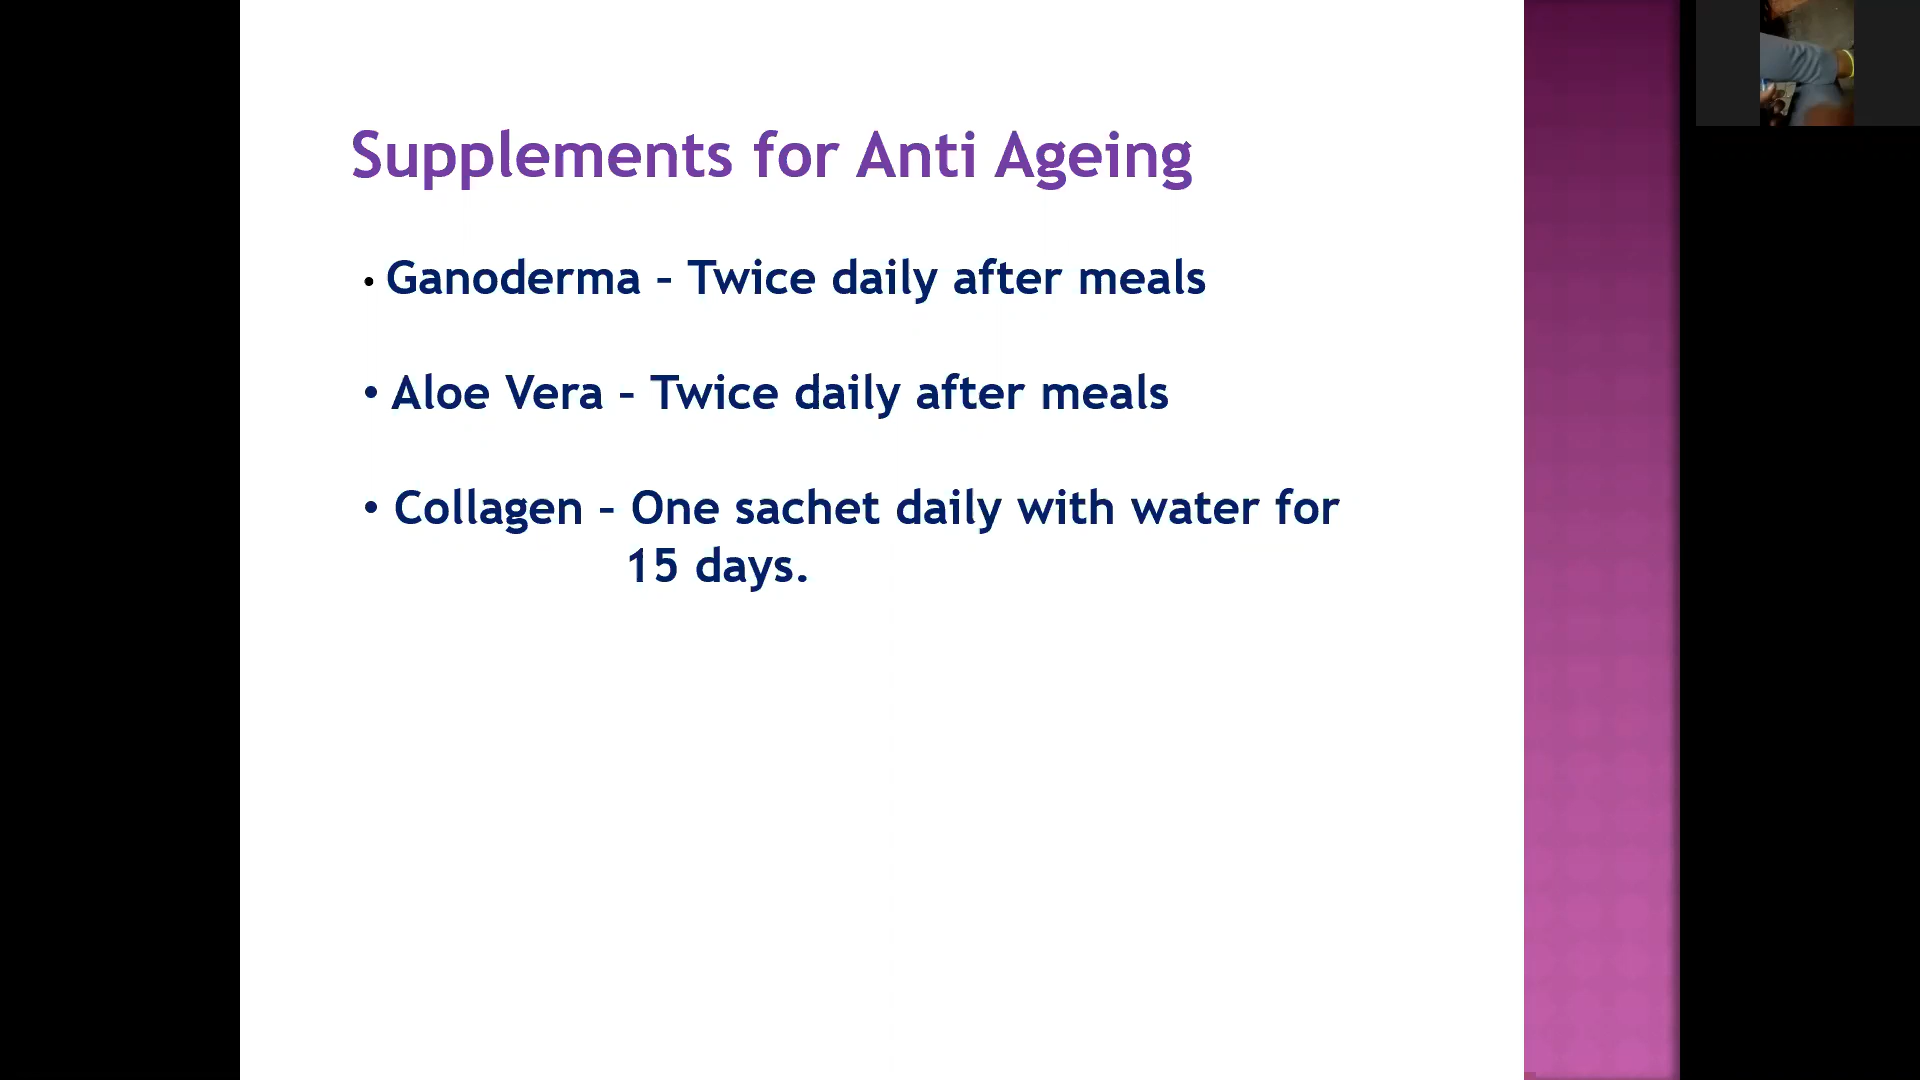 Supplements for Anti Ageing
• Ganoderma – Twice daily after meals
• Aloe Vera – Twice daily after meals
• Collagen – One sachet daily with water for
15 days.